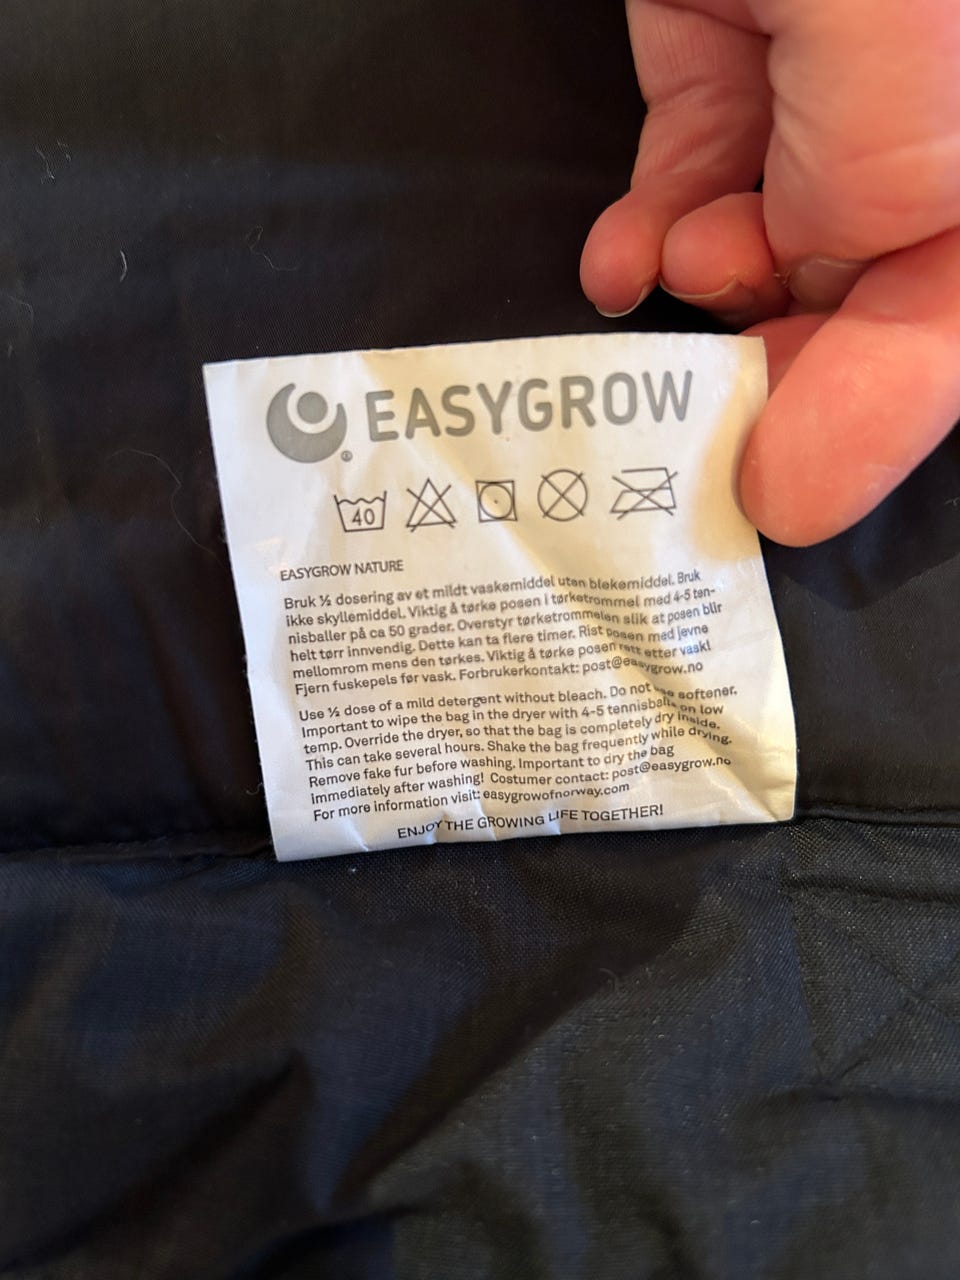 EASYGROW
®
40
EASYGROW NATURE
Bruk ½ dosering av et mildt vaskemiddel uten blekemiddel. Bruk
ikke skyllemiddel. Viktig å tørke posen i tørketrommel med 4-5 ten-
nisballer på ca 50 grader. Overstyr tørketrommelen slik at posen blir
helt tørr innvendig. Dette kan ta flere timer. Rist posen med jevne
mellomrom mens den tørkes. Viktig å tørke posen rett etter vask!
Fjern fuskepels før vask. Forbrukerkontakt: post@easygrow.no
Use ½ dose of a mild detergent without bleach. Do not use softener.
Important to wipe the bag in the dryer with 4-5 tennisballs on low
temp. Override the dryer, so that the bag is completely dry inside.
This can take several hours. Shake the bag frequently while drying.
Remove fake fur before washing. Important to dry the bag
immediately after washing! Costumer contact: post@easygrow.no
For more information visit: easygrowofnorway.com
ENJOY THE GROWING LIFE TOGETHER!